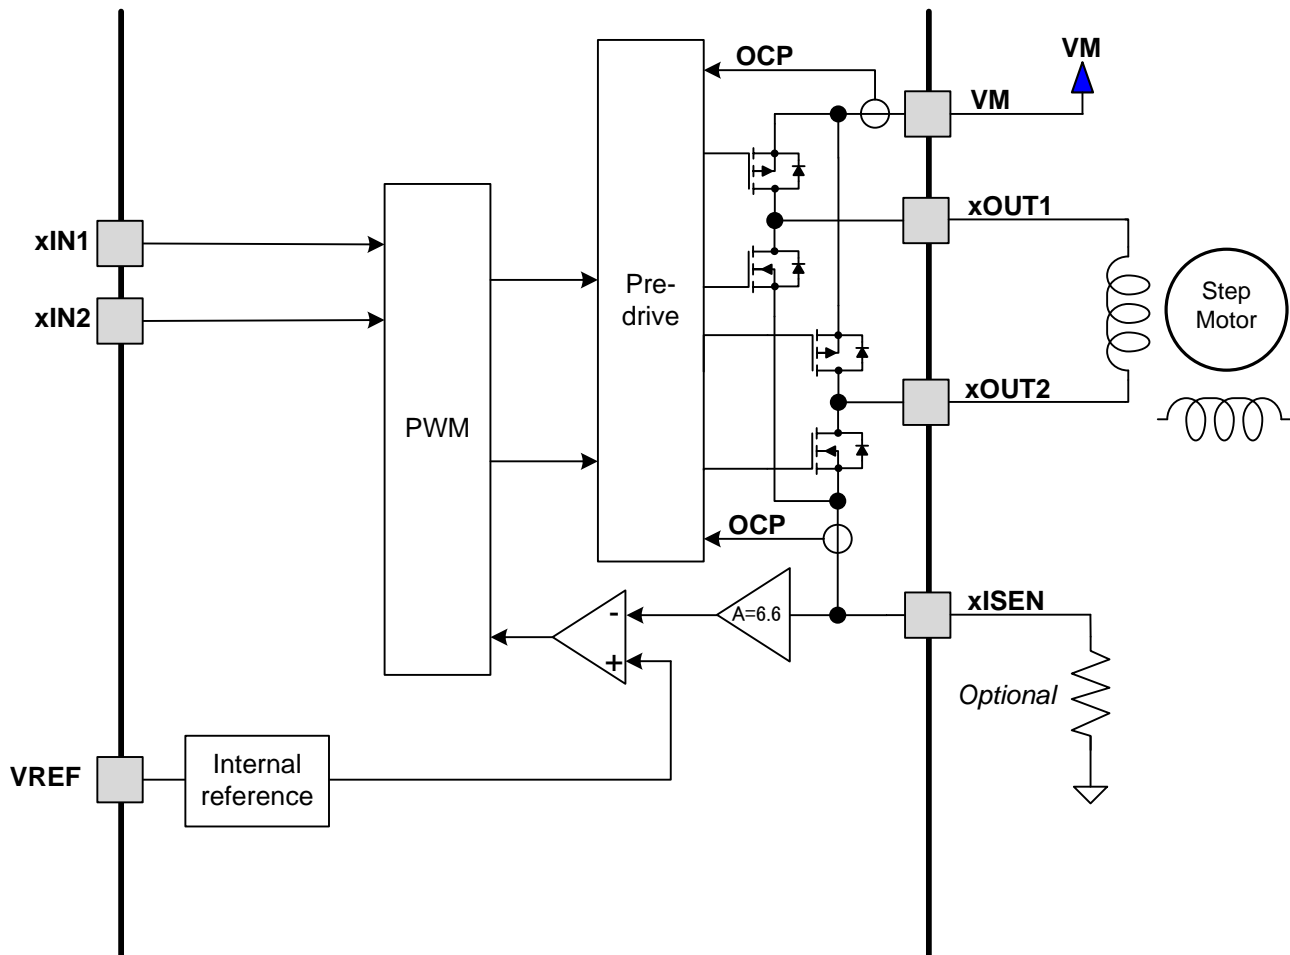 OCP
VM
VM
xIN1
xOUT1
xIN2
Pre-
drive
Step
Motor
xOUT2
PWM
OCP
-
A=6.6
xISEN
+
Optional
VREF
Internal
reference